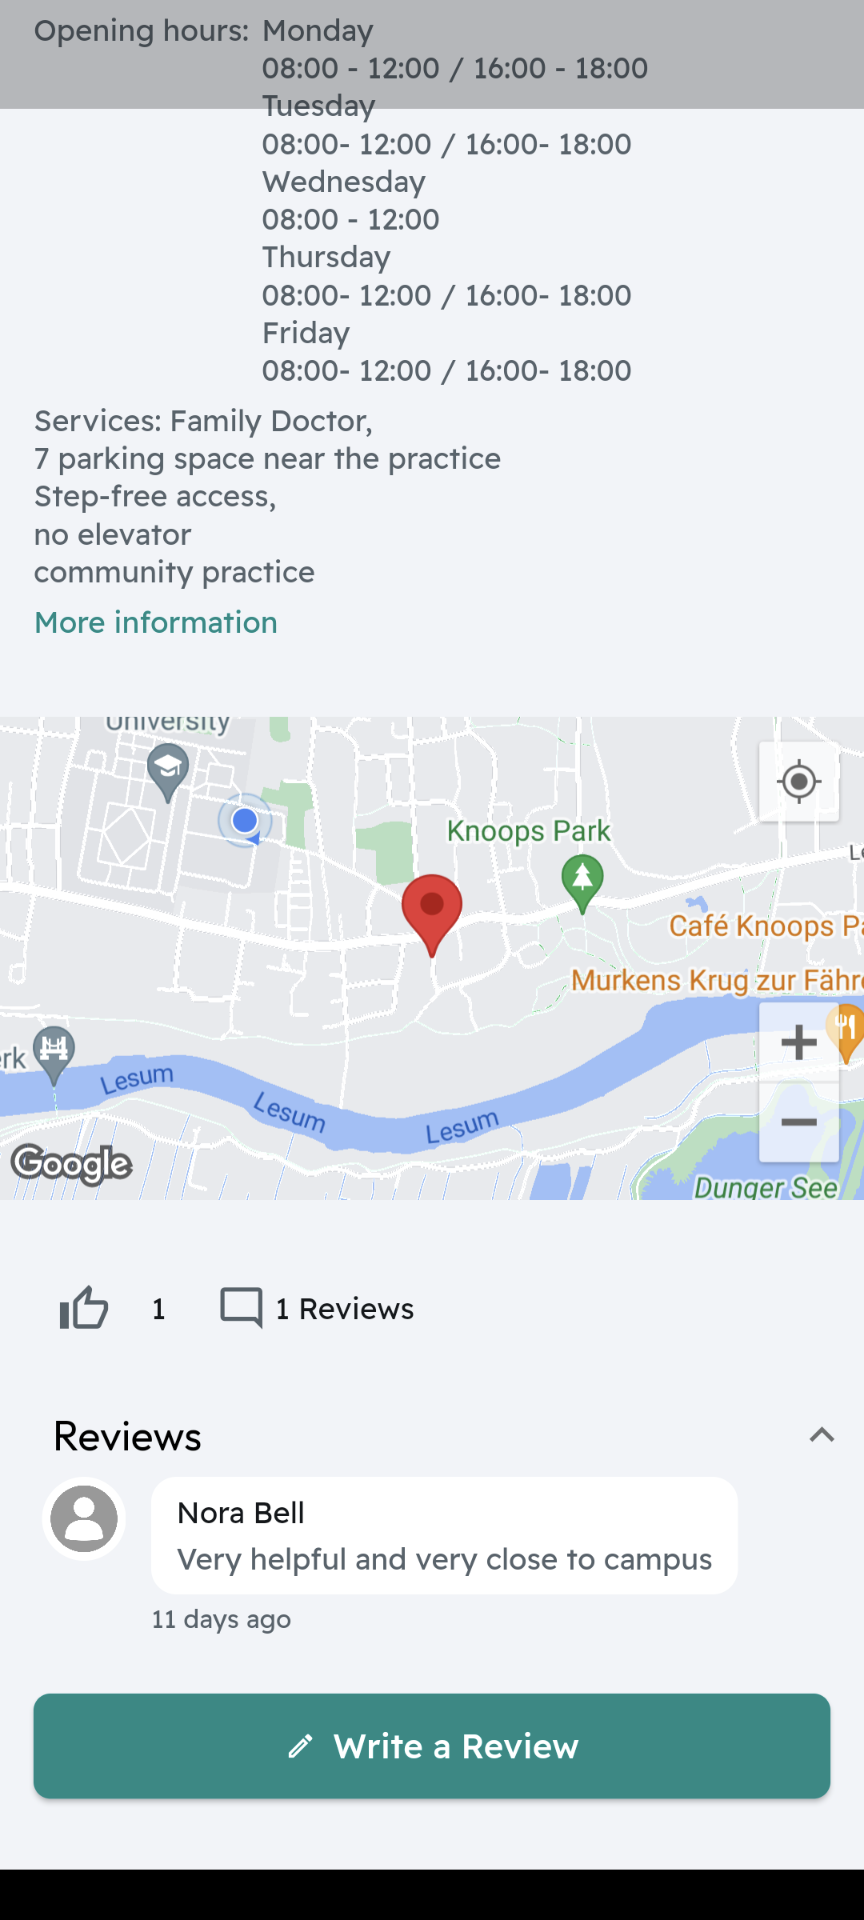 Opening hours: Monday
08:00 - 12:00 / 16:00 - 18:00
Tuesday
08:00- 12:00 / 16:00- 18:00
Wednesday
08:00 - 12:00
Thursday
08:00- 12:00 / 16:00- 18:00
Friday
08:00- 12:00 / 16:00- 18:00
Services: Family Doctor,
7 parking space near the practice
Step-free access,
no elevator
community practice
More information
University
Knoops Park
Le
Café Knoops Pa
Murkens Krug zur Fähre
erk
Lesum
Lesum
Lesum
Google
Dunger See
1
1 Reviews
Reviews
Nora Bell
Very helpful and very close to campus
11 days ago
Write a Review